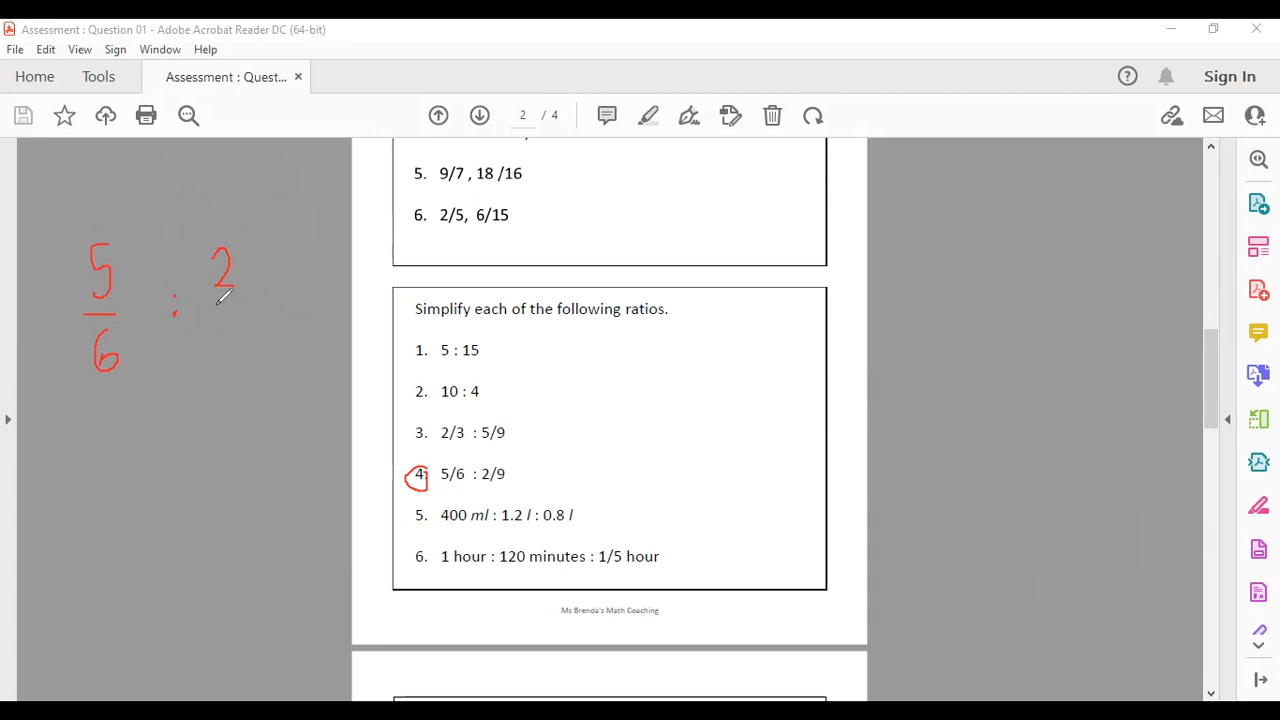 Assessment : Question 01 - Adobe Acrobat Reader DC (64-bit)
File Edit View Sign Window Help
Home Tools Assessment : Quest... ×
Sign In
2 / 4
5. 9/7 , 18 /16
6. 2/5, 6/15
5/6 : 2
Simplify each of the following ratios.
1. 5 : 15
2. 10 : 4
3. 2/3 : 5/9
4. 5/6 : 2/9
5. 400 ml : 1.2 l : 0.8 l
6. 1 hour : 120 minutes : 1/5 hour
Ms Brenda's Math Coaching